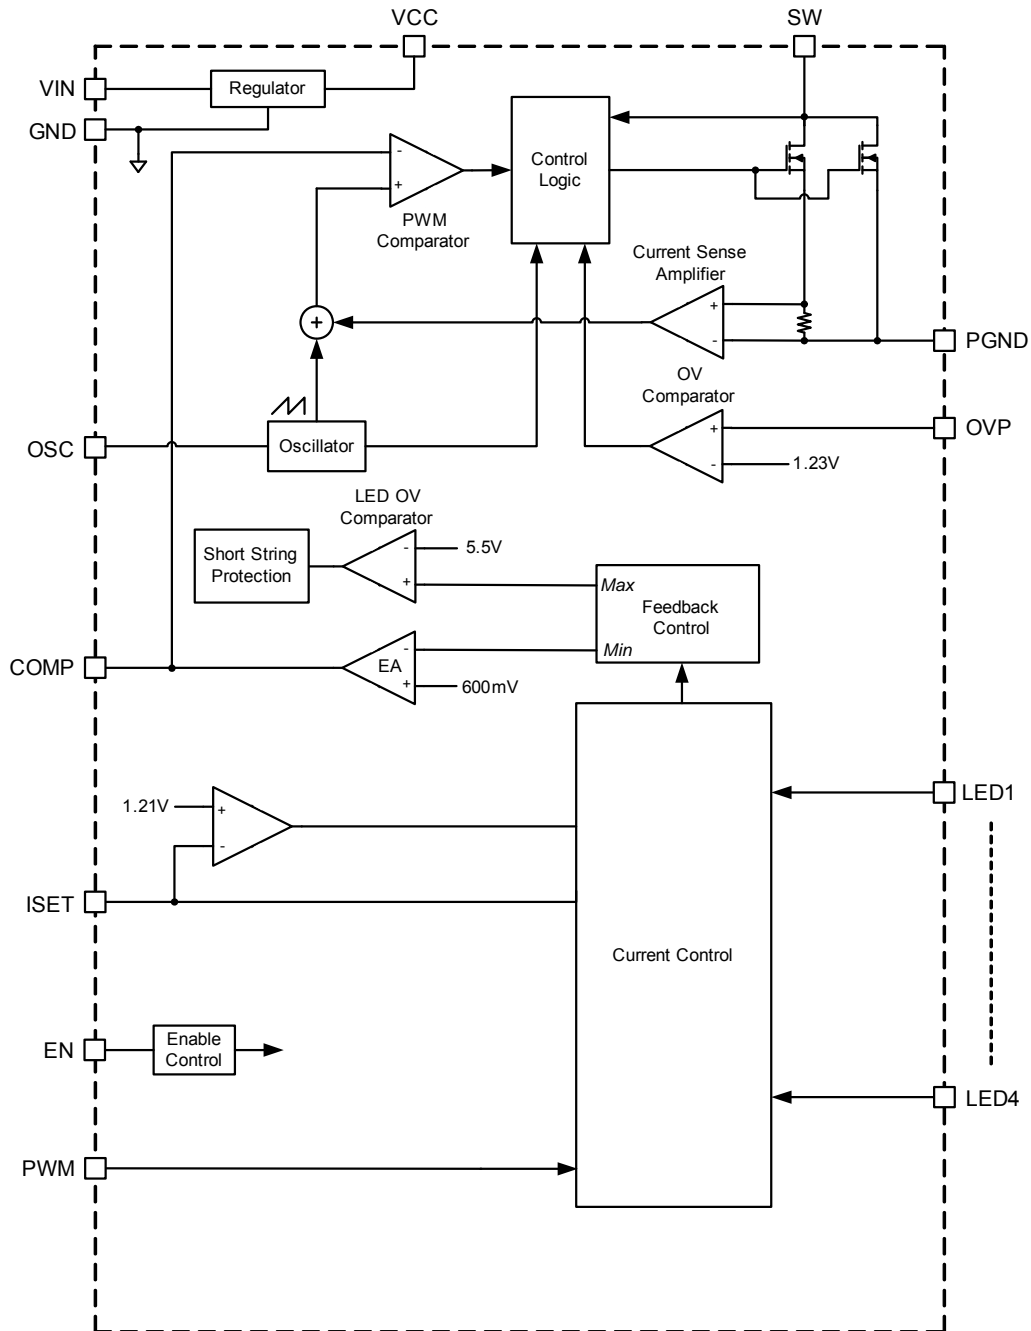 VCC
SW
VIN
Regulator
GND
-
+
PWM
Comparator
Control
Logic
Current Sense
Amplifier
+
-
+
PGND
OV
Comparator
+
-
1.23V
OVP
OSC
Oscillator
LED OV
Comparator
Short String
Protection
-
+
5.5V
Max
Feedback
Control
Min
COMP
EA
-
+
600mV
1.21V
+
-
LED1
ISET
Current Control
EN
Enable
Control
LED4
PWM